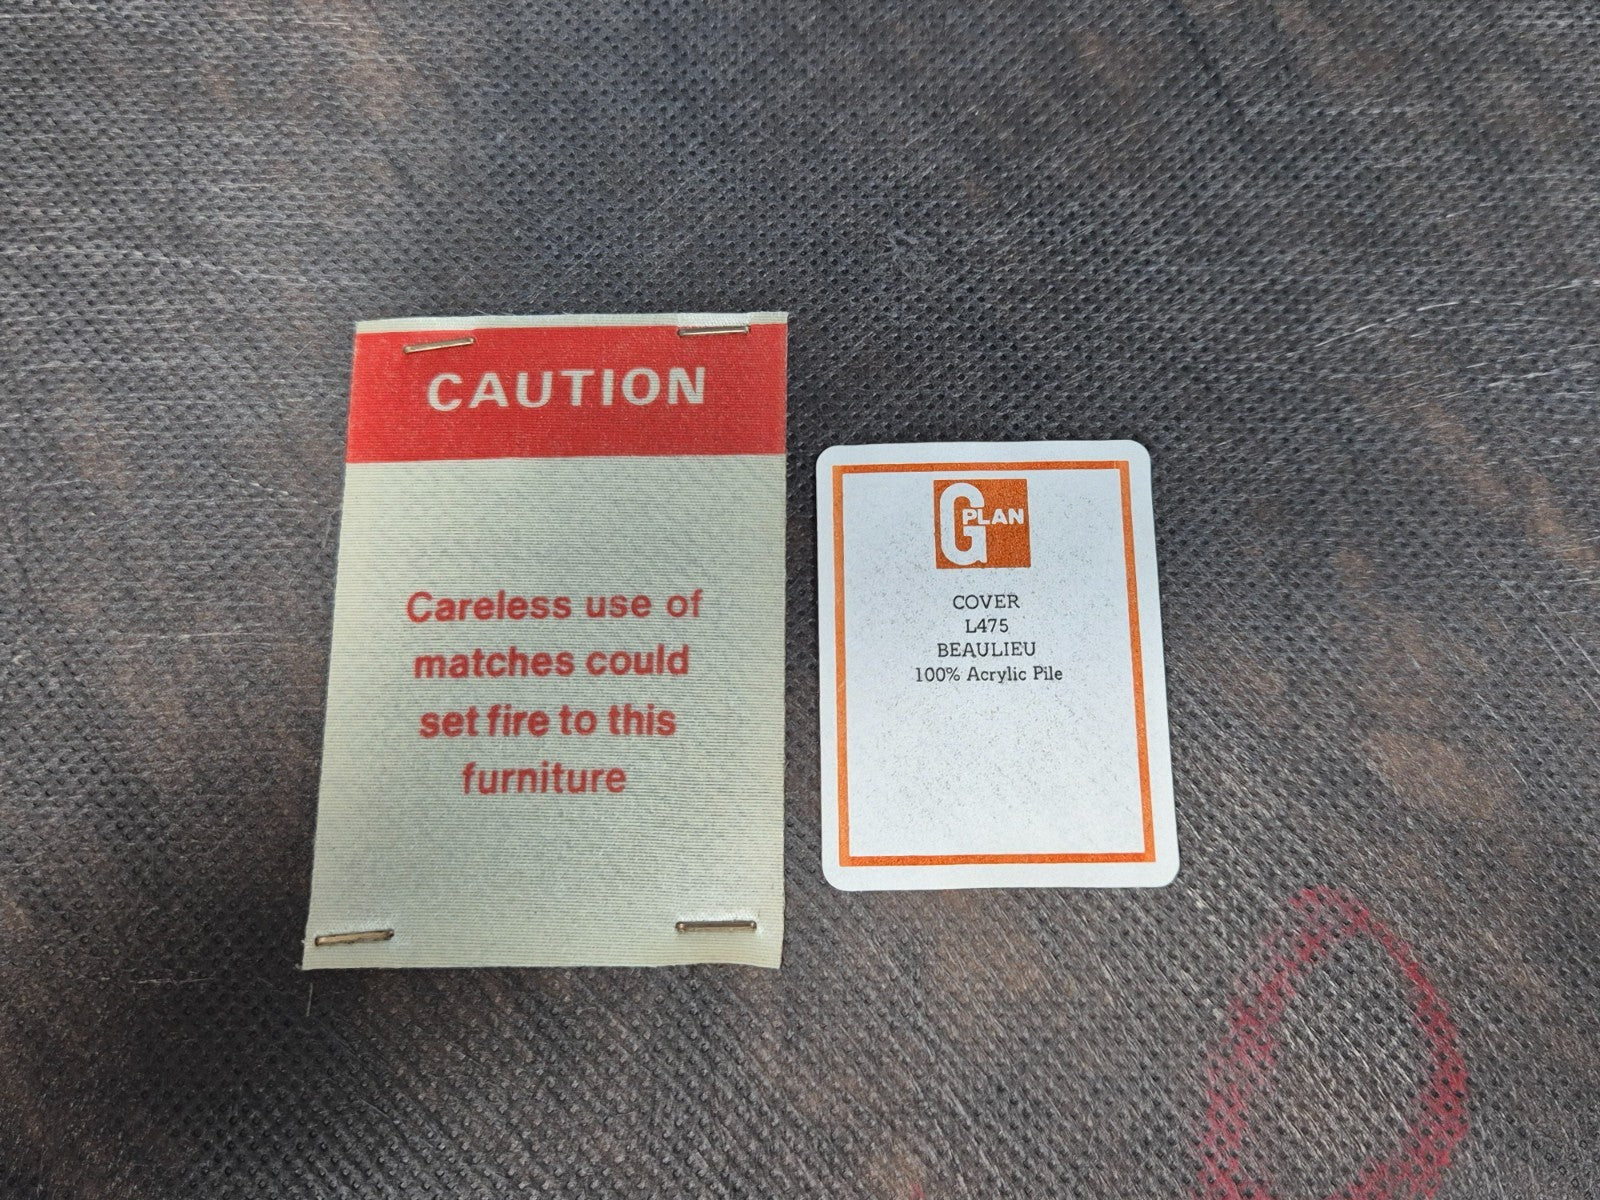 CAUTION
Careless use of
matches could
set fire to this
furniture
G PLAN
COVER
L475
BEAULIEU
100% Acrylic Pile